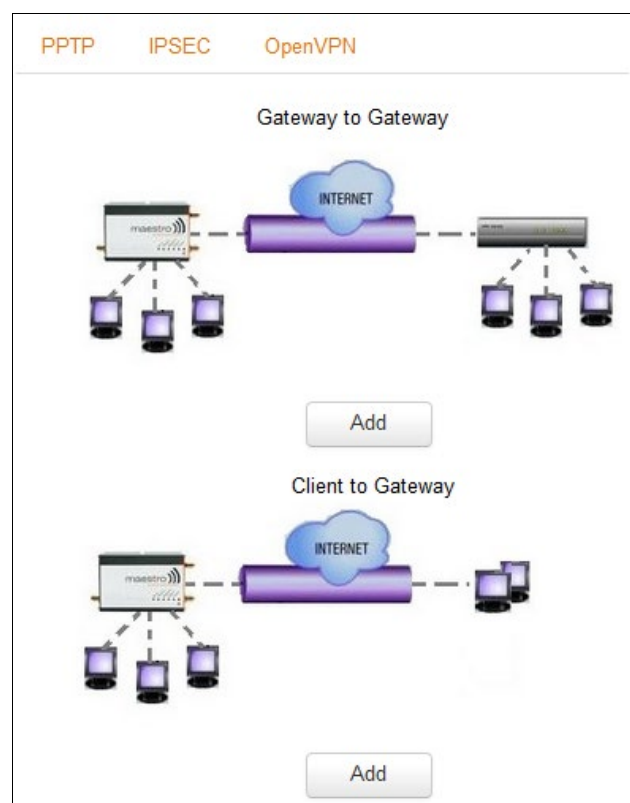 PPTP IPSEC OpenVPN
Gateway to Gateway
INTERNET
maestro
Add
Client to Gateway
INTERNET
maestro
Add